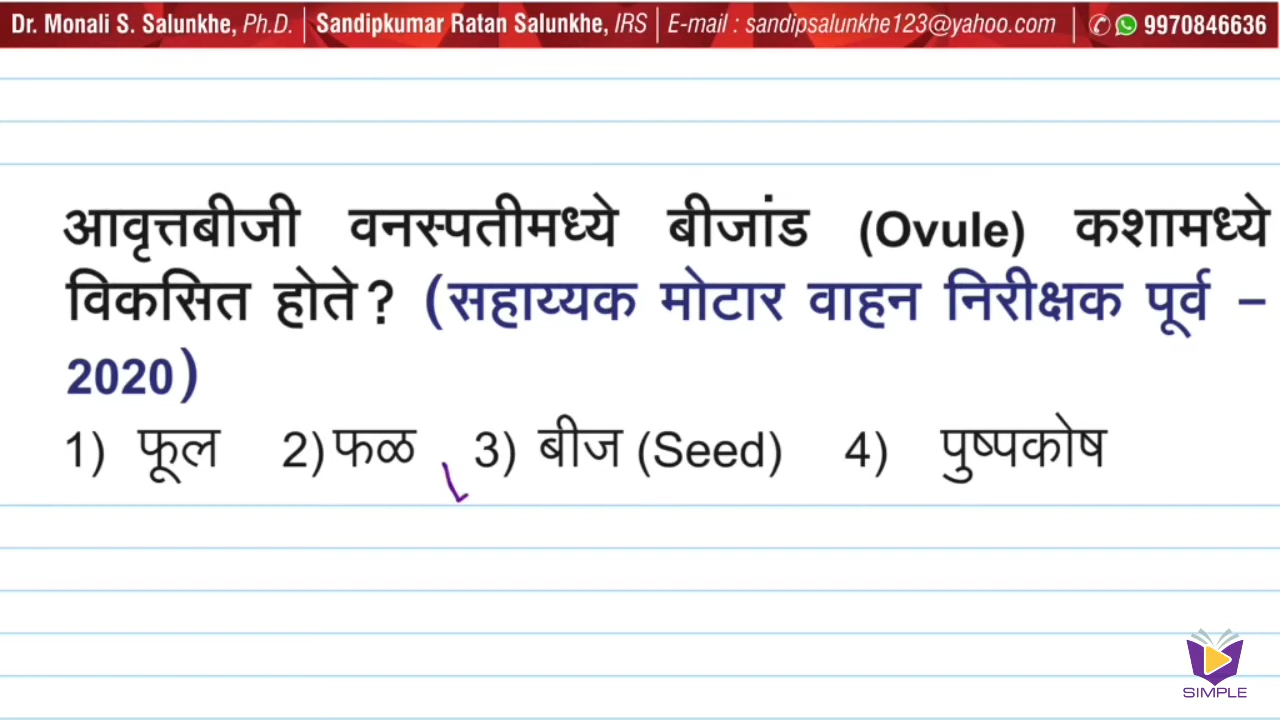 Dr. Monali S. Salunkhe, Ph.D. | Sandipkumar Ratan Salunkhe, IRS | E-mail : sandipsalunkhe123@yahoo.com | 9970846636
आवृत्तबीजी वनस्पतीमध्ये बीजांड (Ovule) कशामध्ये
विकसित होते? (सहाय्यक मोटार वाहन निरीक्षक पूर्व –
2020)
1) फूल 2) फळ 3) बीज (Seed) 4) पुष्पकोष
SIMPLE